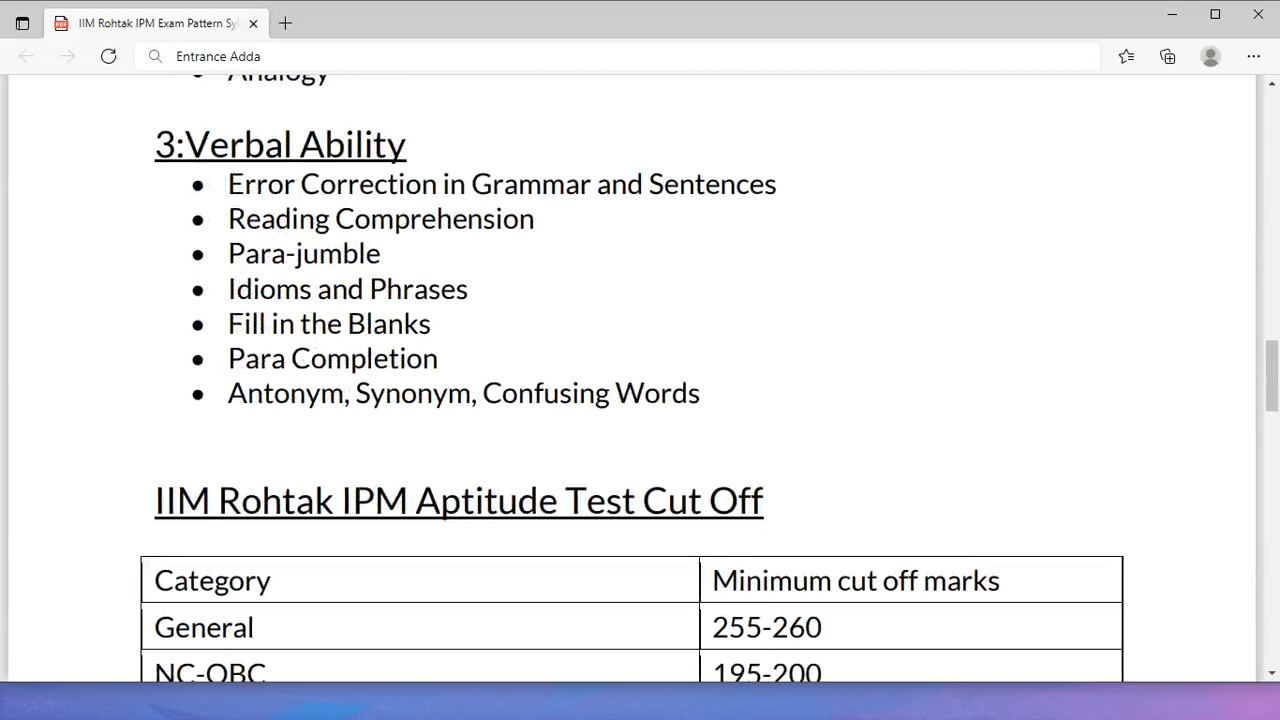 IIM Rohtak IPM Exam Pattern Syl
Entrance Adda
Analogy
3:Verbal Ability
Error Correction in Grammar and Sentences
Reading Comprehension
Para-jumble
Idioms and Phrases
Fill in the Blanks
Para Completion
Antonym, Synonym, Confusing Words
IIM Rohtak IPM Aptitude Test Cut Off
Category Minimum cut off marks
General 255-260
NC-OBC 195-200